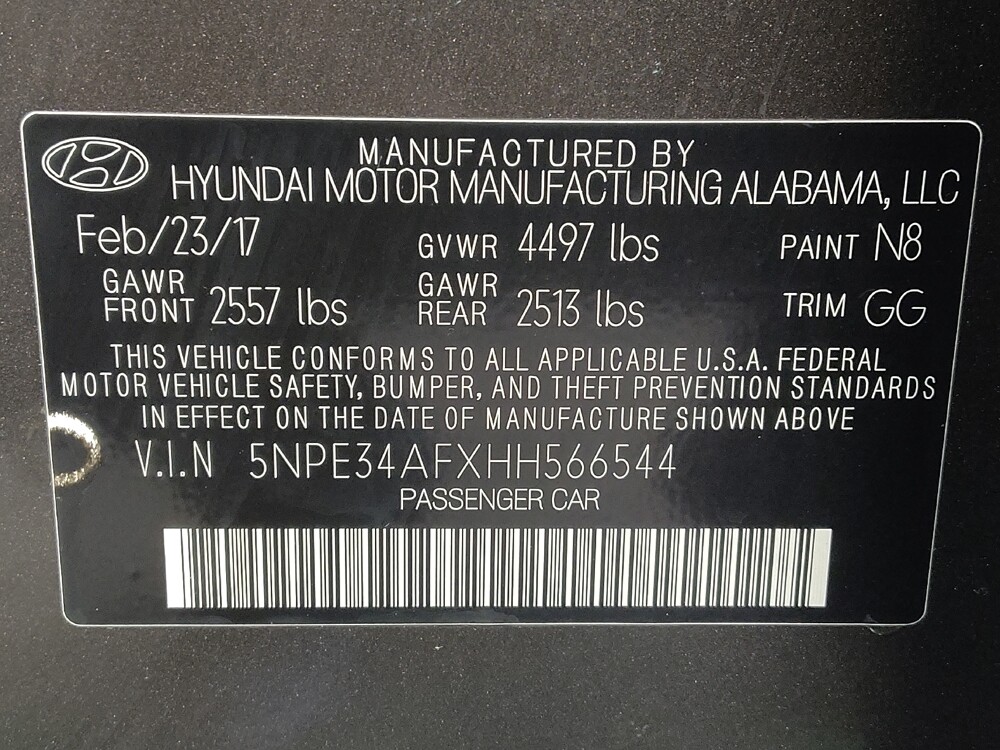 MANUFACTURED BY
HYUNDAI MOTOR MANUFACTURING ALABAMA, LLC
Feb/23/17 GVWR 4497 lbs PAINT N8
GAWR FRONT 2557 lbs GAWR REAR 2513 lbs TRIM GG
THIS VEHICLE CONFORMS TO ALL APPLICABLE U.S.A. FEDERAL
MOTOR VEHICLE SAFETY, BUMPER, AND THEFT PREVENTION STANDARDS
IN EFFECT ON THE DATE OF MANUFACTURE SHOWN ABOVE
V.I.N 5NPE34AFXHH566544
PASSENGER CAR